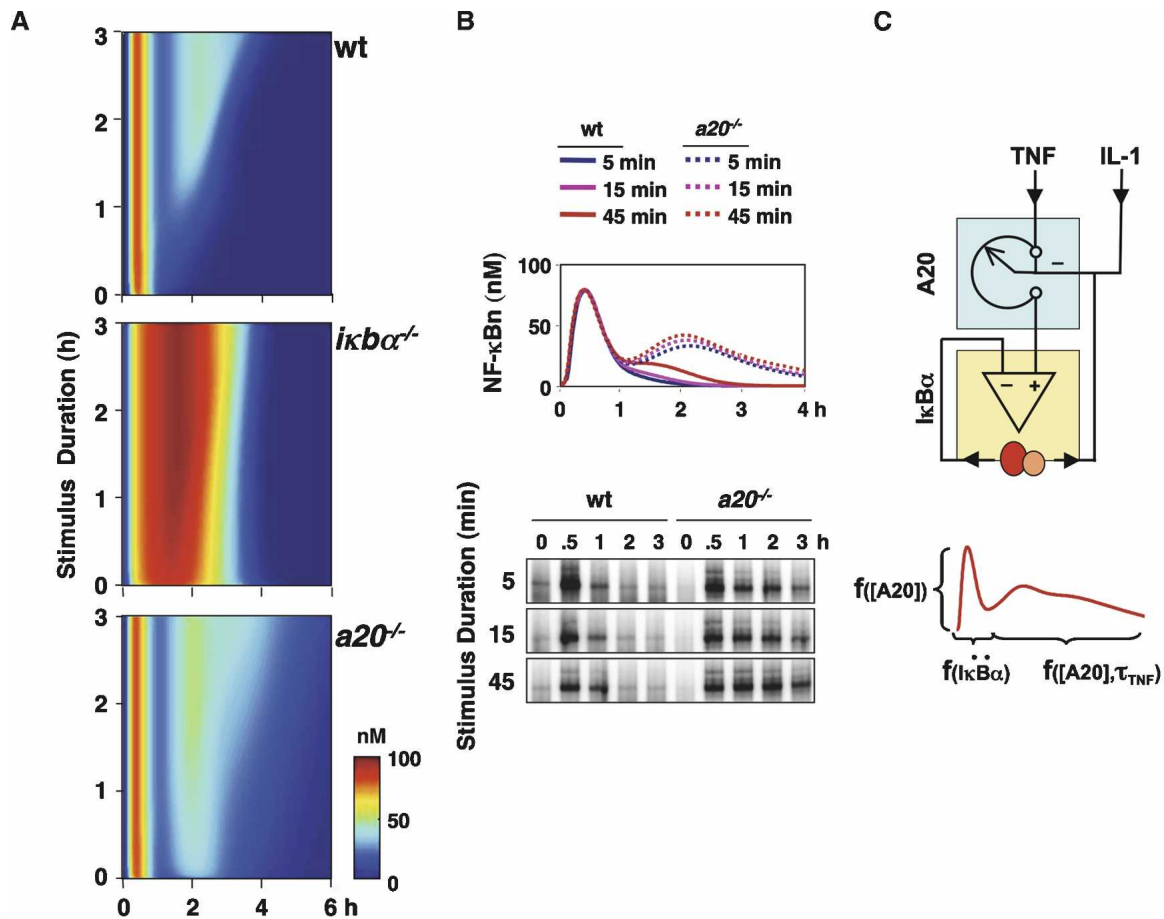 A
3
wt
2
1
0
3
iκbα-/-
2
1
0
3
a20-/-
2
1
0
0 2 4 6 h
Stimulus Duration (h)
nM
100
50
0
B
wt a20-/-
5 min 5 min
15 min 15 min
45 min 45 min
NF-κBn (nM)
100
50
0
0 1 2 3 4 h
wt a20-/-
0 .5 1 2 3 0 .5 1 2 3 h
Stimulus Duration (min)
5
15
45
C
TNF IL-1
A20
−
IκBα
− +
f([A20])
f(IκB̈α) f([A20],τTNF)